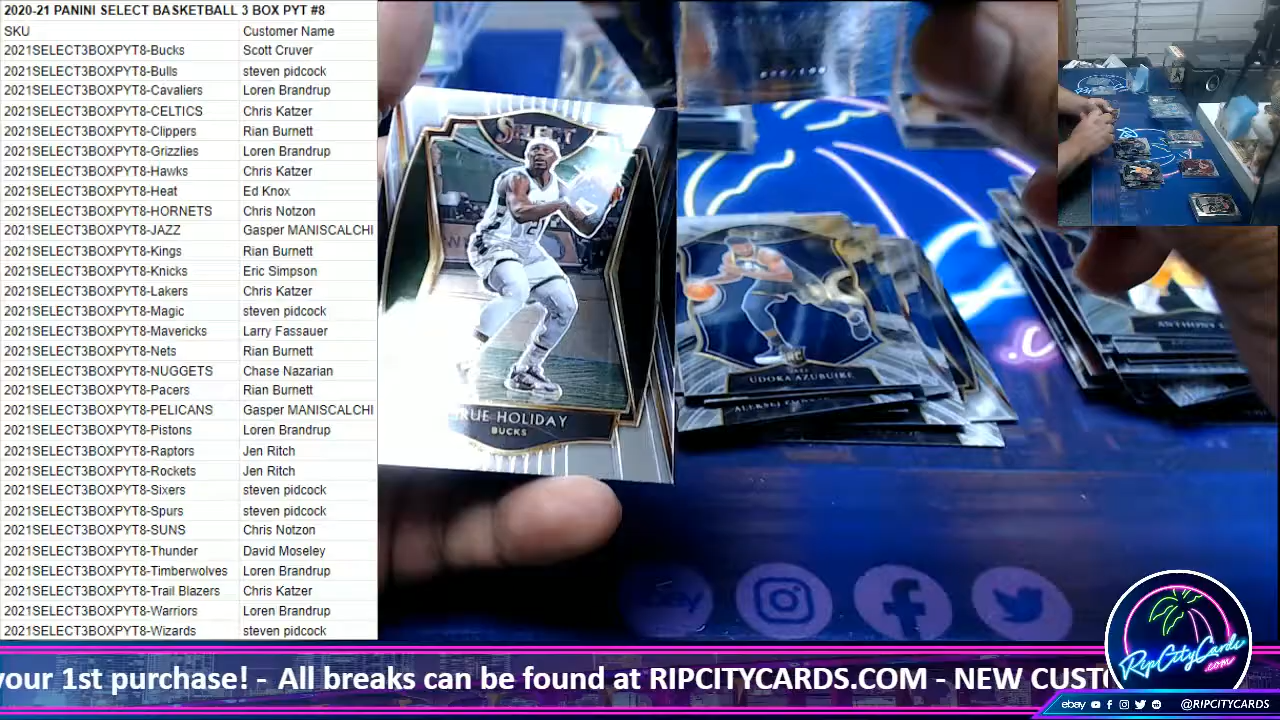 2020-21 PANINI SELECT BASKETBALL 3 BOX PYT #8
SKU Customer Name
2021SELECT3BOXPYT8-Bucks Scott Cruver
2021SELECT3BOXPYT8-Bulls steven pidcock
2021SELECT3BOXPYT8-Cavaliers Loren Brandrup
2021SELECT3BOXPYT8-CELTICS Chris Katzer
2021SELECT3BOXPYT8-Clippers Rian Burnett
2021SELECT3BOXPYT8-Grizzlies Loren Brandrup
2021SELECT3BOXPYT8-Hawks Chris Katzer
2021SELECT3BOXPYT8-Heat Ed Knox
2021SELECT3BOXPYT8-HORNETS Chris Notzon
2021SELECT3BOXPYT8-JAZZ Gasper MANISCALCHI
2021SELECT3BOXPYT8-Kings Rian Burnett
2021SELECT3BOXPYT8-Knicks Eric Simpson
2021SELECT3BOXPYT8-Lakers Chris Katzer
2021SELECT3BOXPYT8-Magic steven pidcock
2021SELECT3BOXPYT8-Mavericks Larry Fassauer
2021SELECT3BOXPYT8-Nets Rian Burnett
2021SELECT3BOXPYT8-NUGGETS Chase Nazarian
2021SELECT3BOXPYT8-Pacers Rian Burnett
2021SELECT3BOXPYT8-PELICANS Gasper MANISCALCHI
2021SELECT3BOXPYT8-Pistons Loren Brandrup
2021SELECT3BOXPYT8-Raptors Jen Ritch
2021SELECT3BOXPYT8-Rockets Jen Ritch
2021SELECT3BOXPYT8-Sixers steven pidcock
2021SELECT3BOXPYT8-Spurs steven pidcock
2021SELECT3BOXPYT8-SUNS Chris Notzon
2021SELECT3BOXPYT8-Thunder David Moseley
2021SELECT3BOXPYT8-Timberwolves Loren Brandrup
2021SELECT3BOXPYT8-Trail Blazers Chris Katzer
2021SELECT3BOXPYT8-Warriors Loren Brandrup
2021SELECT3BOXPYT8-Wizards steven pidcock
SELECT
RUE HOLIDAY
BUCKS
RC
UDOKA AZUBUIKE
ALEKSEJ
ANTHONY
.C
ebay
your 1st purchase! - All breaks can be found at RIPCITYCARDS.COM - NEW CUSTO
RipCityCards
.com
ebay @RIPCITYCARDS